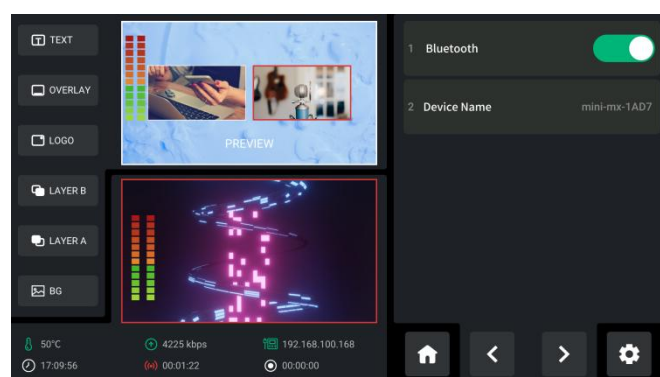 TEXT
OVERLAY
LOGO
LAYER B
LAYER A
BG
PREVIEW
50°C
4225 kbps
192.168.100.168
17:09:56
00:01:22
00:00:00
1 Bluetooth
2 Device Name mini-mx-1AD7